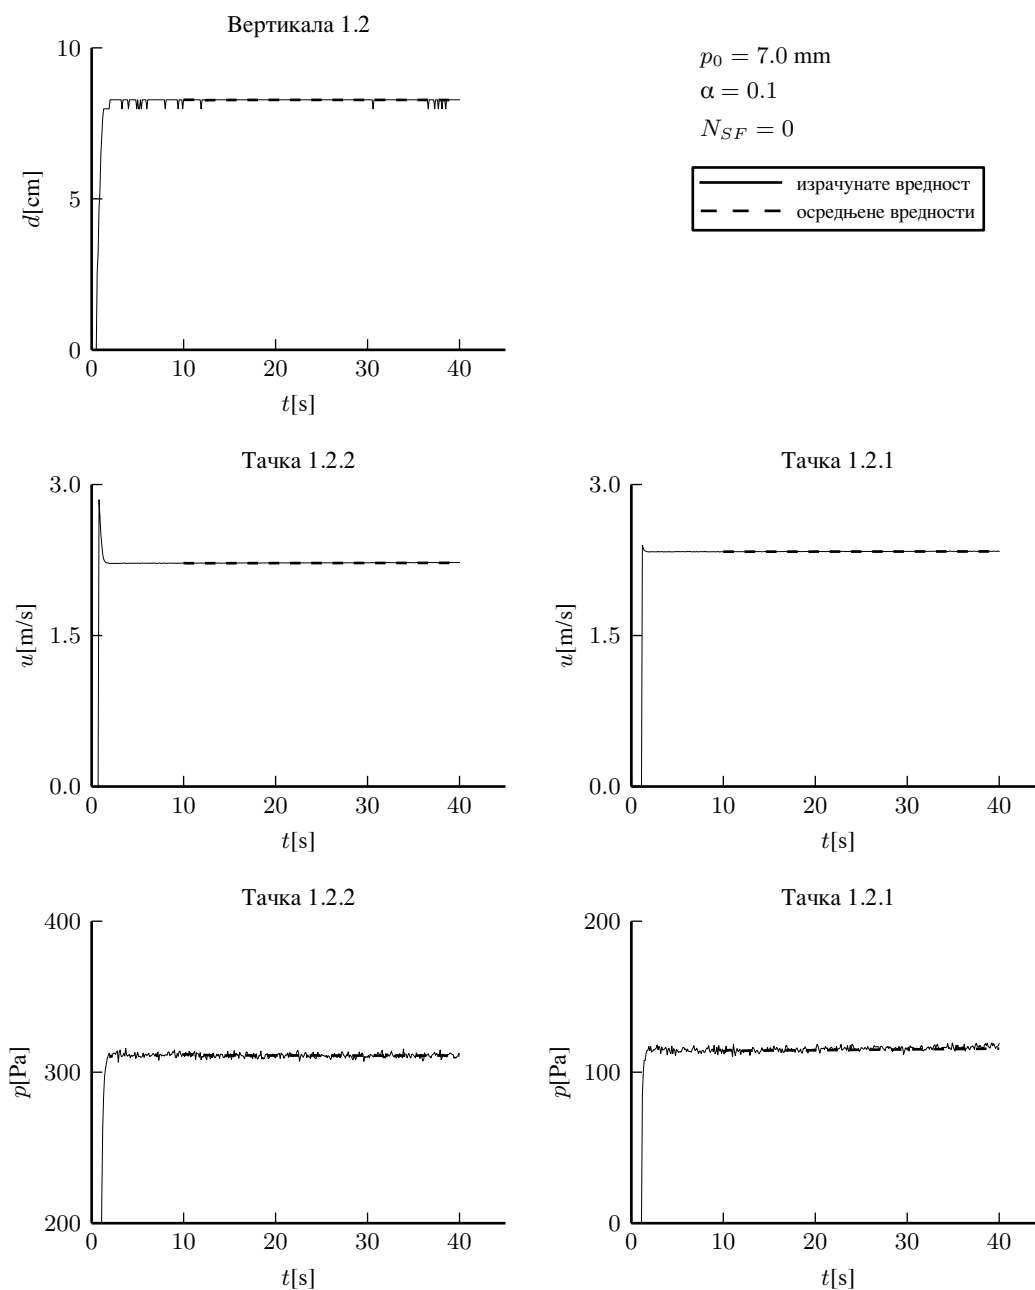 Вертикала 1.2
10
5
0
d[cm]
0 10 20 30 40
t[s]
p₀ = 7.0 mm
α = 0.1
N_SF = 0
израчунате вредност
осредњене вредности
Тачка 1.2.2
3.0
1.5
0.0
u[m/s]
0 10 20 30 40
t[s]
Тачка 1.2.1
3.0
1.5
0.0
u[m/s]
0 10 20 30 40
t[s]
Тачка 1.2.2
400
300
200
p[Pa]
0 10 20 30 40
t[s]
Тачка 1.2.1
200
100
0
p[Pa]
0 10 20 30 40
t[s]